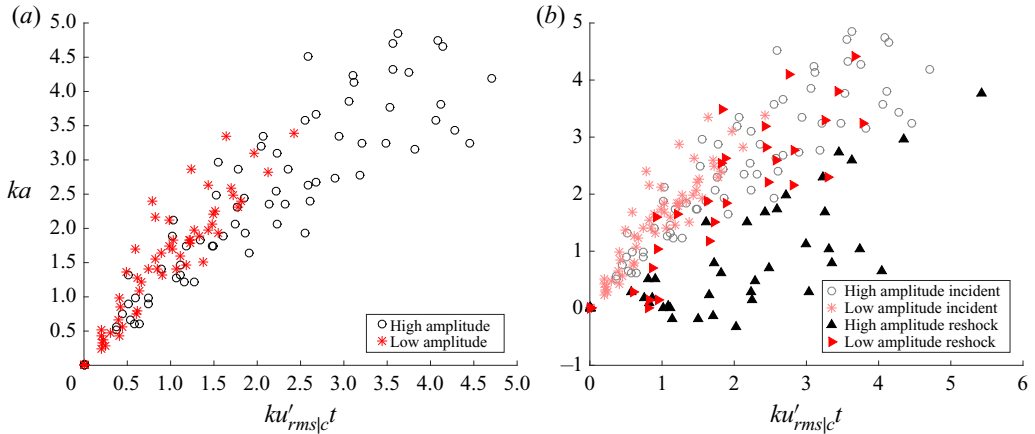 (a)
5.0
4.5
4.0
3.5
3.0
2.5
2.0
1.5
1.0
0.5
ka
0 0.5 1.0 1.5 2.0 2.5 3.0 3.5 4.0 4.5 5.0
ku′rms|c t
High amplitude
Low amplitude
(b)
5
4
3
2
1
0
−1
0 1 2 3 4 5 6
ku′rms|c t
High amplitude incident
Low amplitude incident
High amplitude reshock
Low amplitude reshock